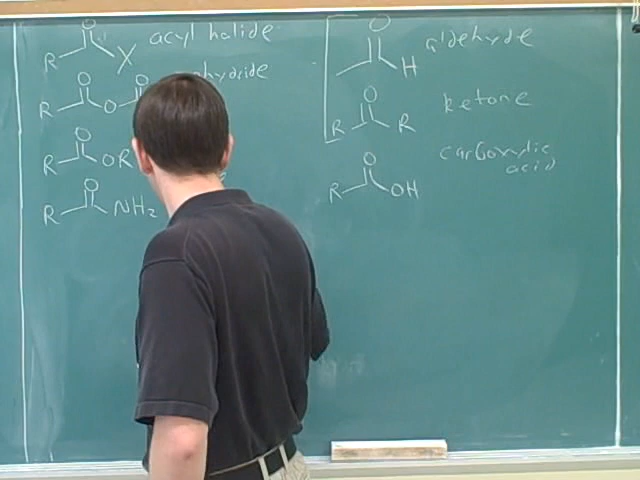 O
R X acyl halide
O O
R O hydride
O
R OR
O
R NH2
O
H aldehyde
O
R R ketone
O
R OH carboxylic
acid